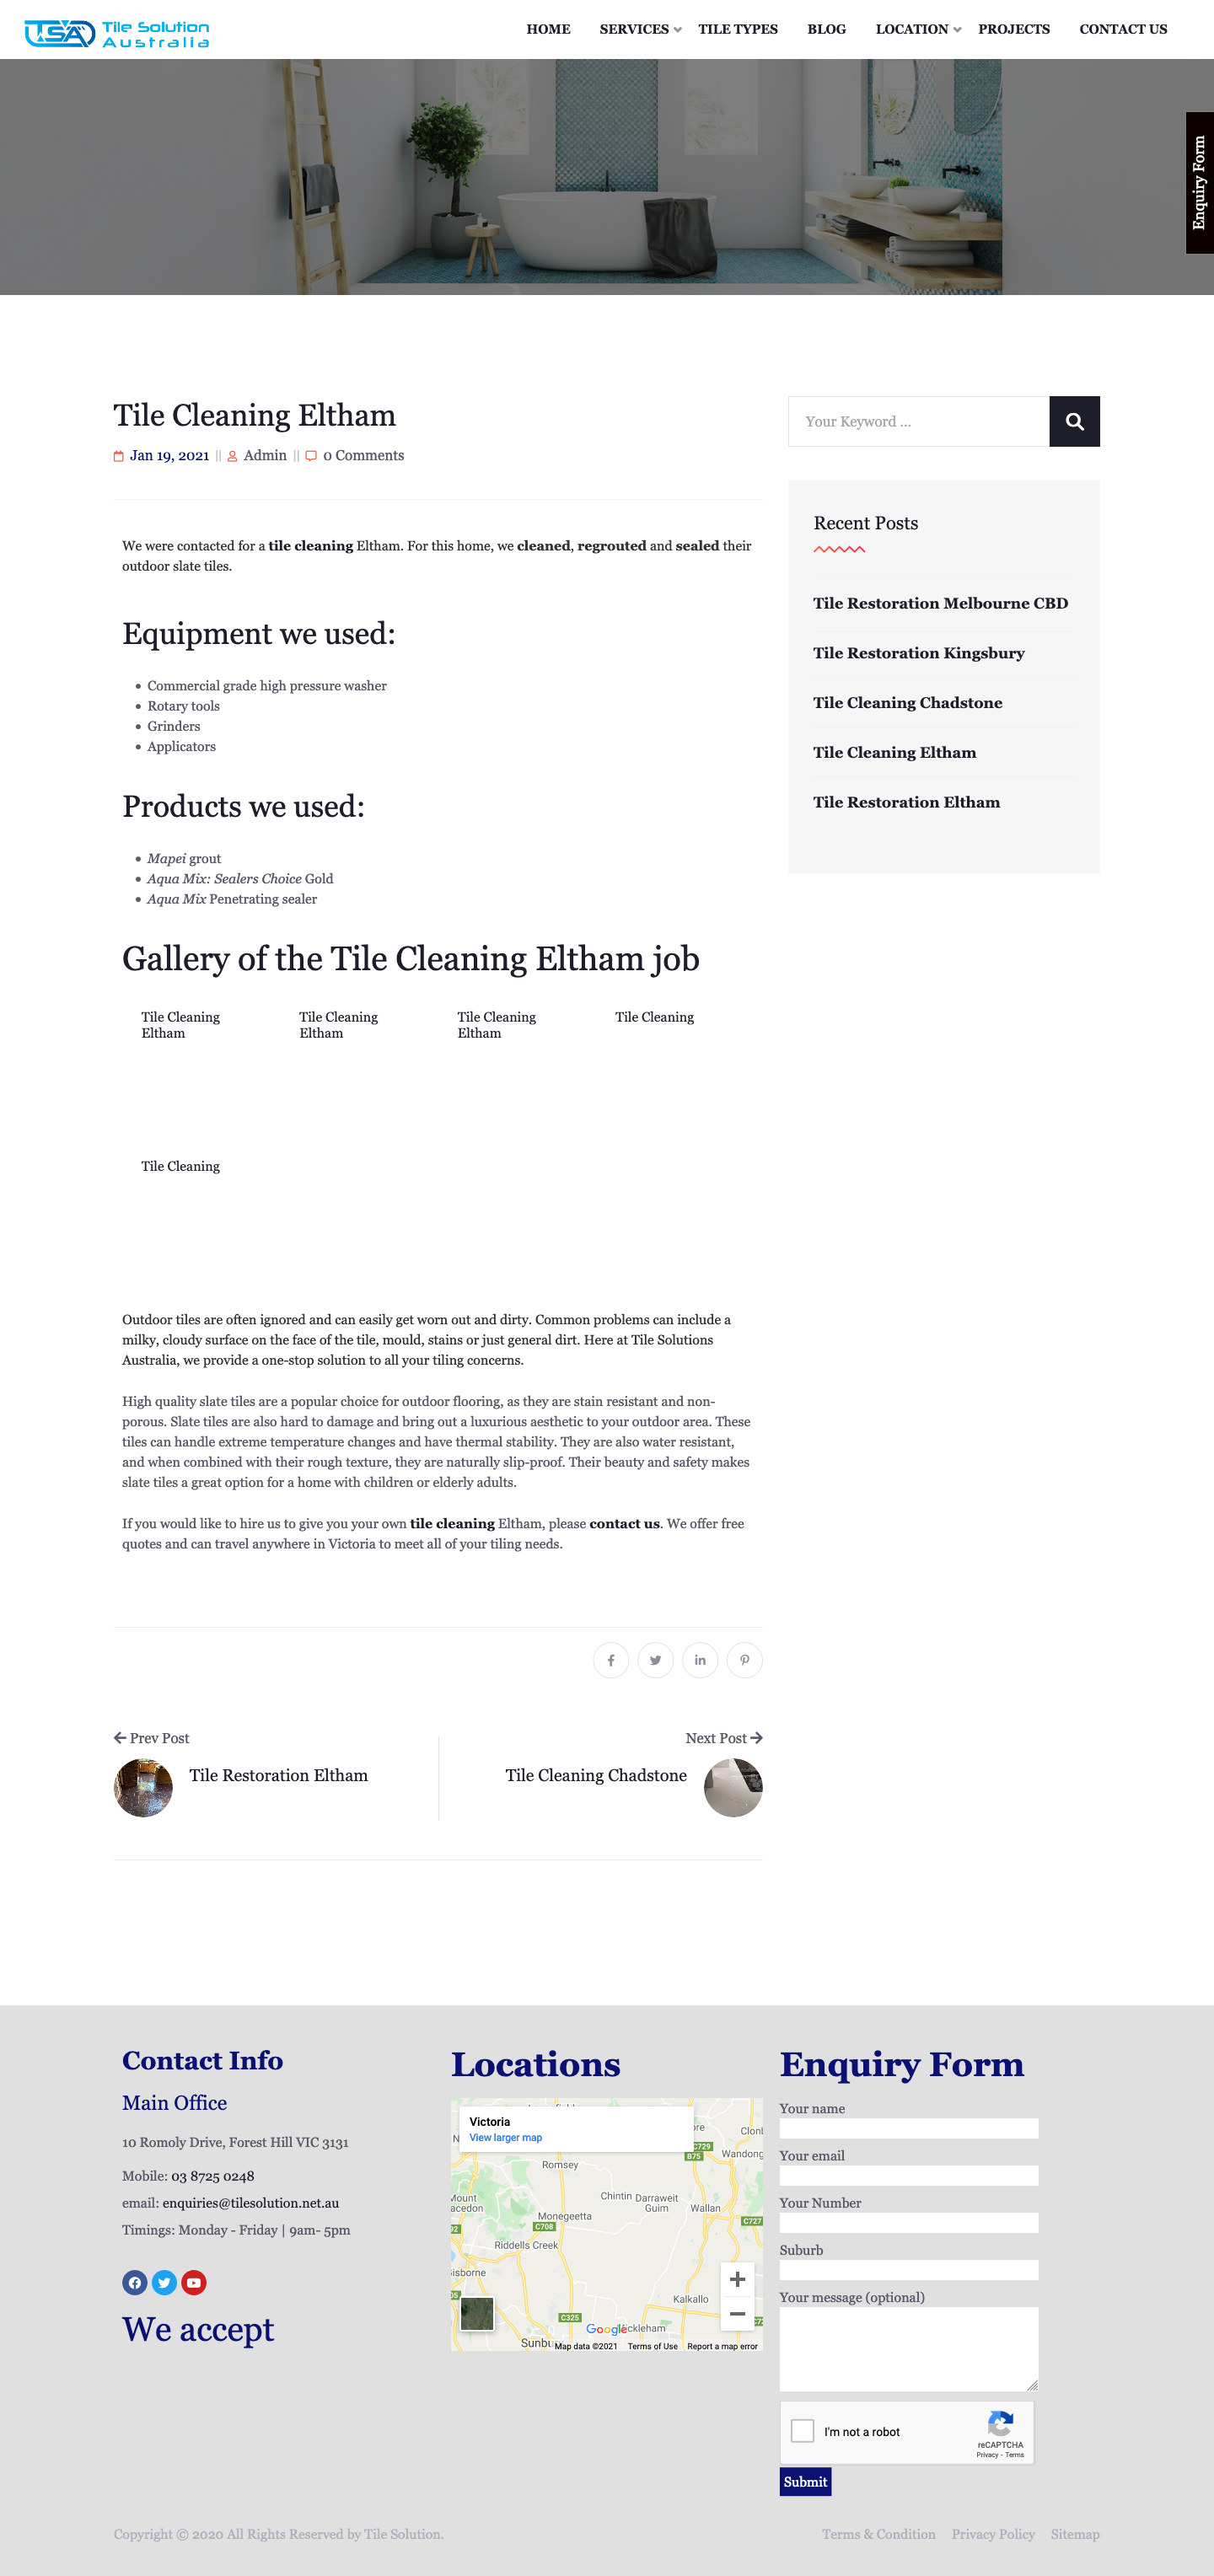 TSA Tile Solution
Australia
HOME SERVICES TILE TYPES BLOG LOCATION PROJECTS CONTACT US
Enquiry Form
Tile Cleaning Eltham
Jan 19, 2021 || Admin || 0 Comments
Your Keyword ...
We were contacted for a tile cleaning Eltham. For this home, we cleaned, regrouted and sealed their
outdoor slate tiles.
Equipment we used:
• Commercial grade high pressure washer
• Rotary tools
• Grinders
• Applicators
Products we used:
• Mapei grout
• Aqua Mix: Sealers Choice Gold
• Aqua Mix Penetrating sealer
Recent Posts
Tile Restoration Melbourne CBD
Tile Restoration Kingsbury
Tile Cleaning Chadstone
Tile Cleaning Eltham
Tile Restoration Eltham
Gallery of the Tile Cleaning Eltham job
Tile Cleaning
Eltham
Tile Cleaning
Eltham
Tile Cleaning
Eltham
Tile Cleaning
Tile Cleaning
Outdoor tiles are often ignored and can easily get worn out and dirty. Common problems can include a
milky, cloudy surface on the face of the tile, mould, stains or just general dirt. Here at Tile Solutions
Australia, we provide a one-stop solution to all your tiling concerns.
High quality slate tiles are a popular choice for outdoor flooring, as they are stain resistant and non-
porous. Slate tiles are also hard to damage and bring out a luxurious aesthetic to your outdoor area. These
tiles can handle extreme temperature changes and have thermal stability. They are also water resistant,
and when combined with their rough texture, they are naturally slip-proof. Their beauty and safety makes
slate tiles a great option for a home with children or elderly adults.
If you would like to hire us to give you your own tile cleaning Eltham, please contact us. We offer free
quotes and can travel anywhere in Victoria to meet all of your tiling needs.
Prev Post
Tile Restoration Eltham
Next Post
Tile Cleaning Chadstone
Contact Info
Main Office
10 Romoly Drive, Forest Hill VIC 3131
Mobile: 03 8725 0248
email: enquiries@tilesolution.net.au
Timings: Monday - Friday | 9am- 5pm
We accept
Locations
Victoria
View larger map
C729
B75
Romsey
Chintin
Darraweit
Guim
Wallan
Monegeetta
C708
C727
Riddells Creek
Kalkallo
C325
Google
Map data ©2021 Terms of Use Report a map error
Enquiry Form
Your name
Your email
Your Number
Suburb
Your message (optional)
I'm not a robot
reCAPTCHA
Privacy - Terms
Submit
Copyright © 2020 All Rights Reserved by Tile Solution.
Terms & Condition Privacy Policy Sitemap